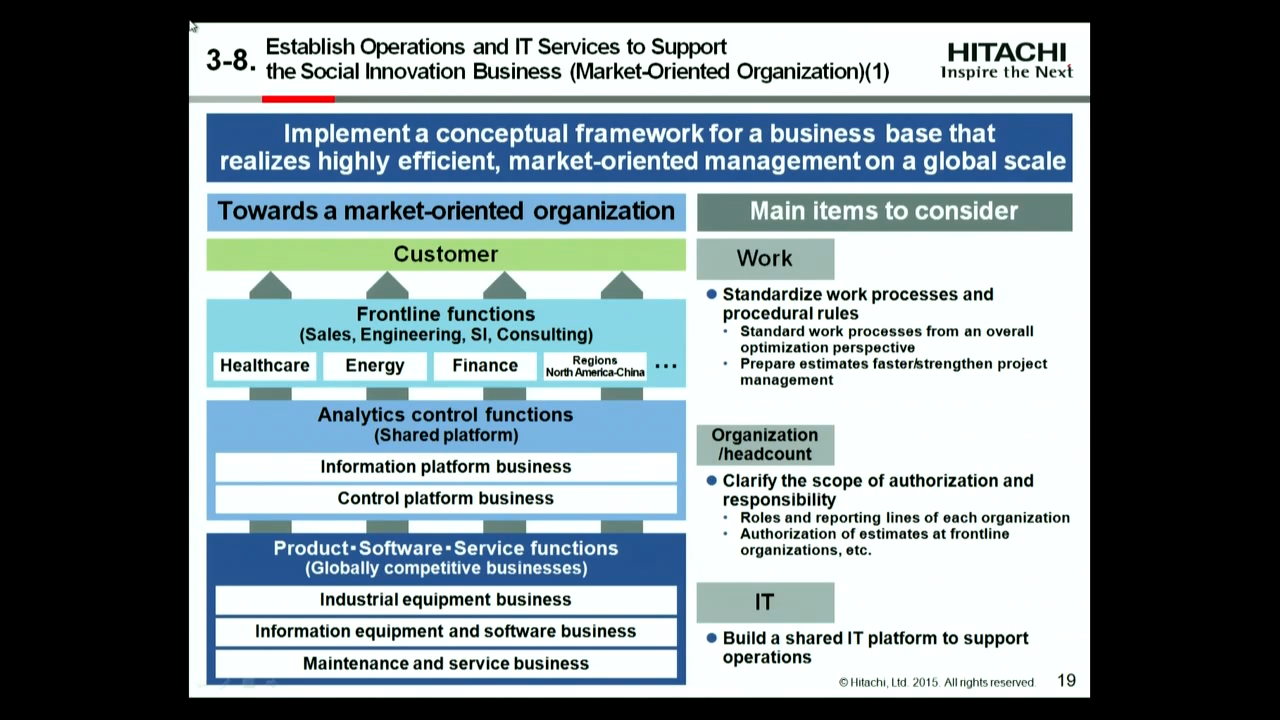 3-8.
Establish Operations and IT Services to Support
the Social Innovation Business (Market-Oriented Organization)(1)
HITACHI
Inspire the Next
Implement a conceptual framework for a business base that
realizes highly efficient, market-oriented management on a global scale
Towards a market-oriented organization
Customer
Frontline functions
(Sales, Engineering, SI, Consulting)
Healthcare
Energy
Finance
Regions
North America-China
...
Analytics control functions
(Shared platform)
Information platform business
Control platform business
Product・Software・Service functions
(Globally competitive businesses)
Industrial equipment business
Information equipment and software business
Maintenance and service business
Main items to consider
Work
● Standardize work processes and
procedural rules
・ Standard work processes from an overall
optimization perspective
・ Prepare estimates faster/strengthen project
management
Organization
/headcount
● Clarify the scope of authorization and
responsibility
・ Roles and reporting lines of each organization
・ Authorization of estimates at frontline
organizations, etc.
IT
● Build a shared IT platform to support
operations
© Hitachi, Ltd. 2015. All rights reserved.
19